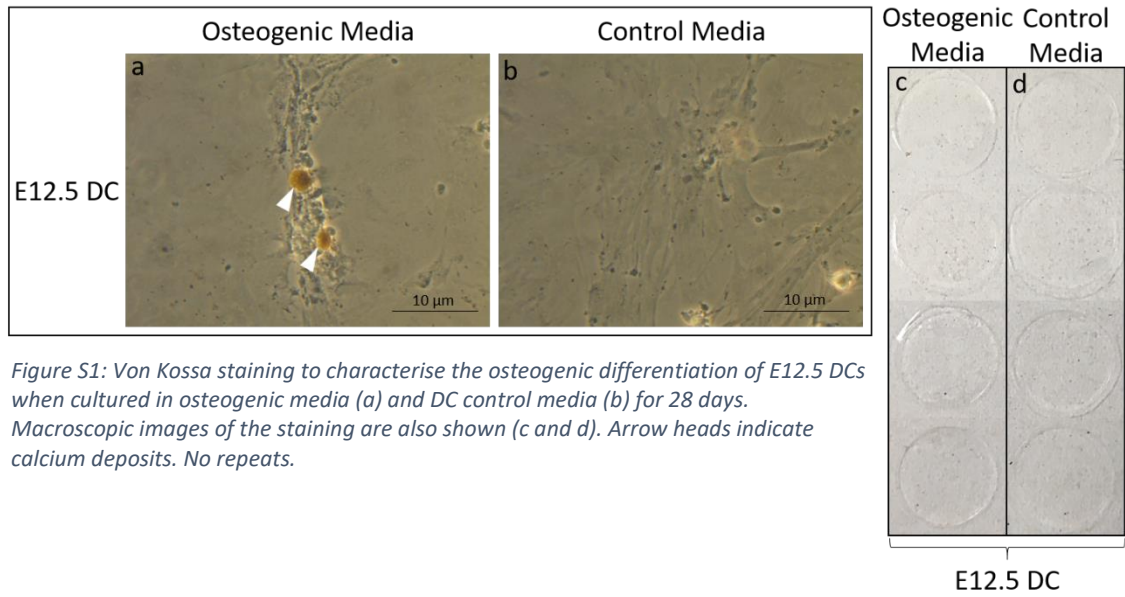 Osteogenic Media
Control Media
a
b
E12.5 DC
10 µm
10 µm
Figure S1: Von Kossa staining to characterise the osteogenic differentiation of E12.5 DCs
when cultured in osteogenic media (a) and DC control media (b) for 28 days.
Macroscopic images of the staining are also shown (c and d). Arrow heads indicate
calcium deposits. No repeats.
Osteogenic
Media
Control
Media
c
d
E12.5 DC